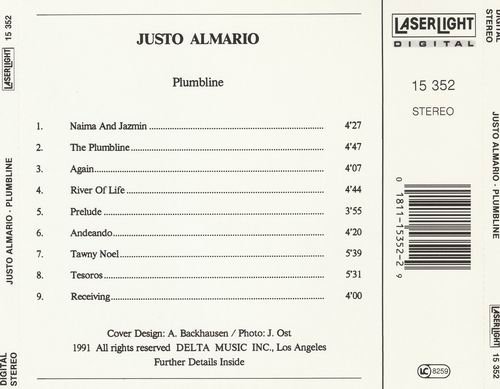 JUSTO ALMARIO
Plumbline
1. Naima And Jazmin 4'27
2. The Plumbline 4'47
3. Again 4'07
4. River Of Life 4'44
5. Prelude 3'55
6. Andeando 4'20
7. Tawny Noel 5'39
8. Tesoros 5'31
9. Receiving 4'00
Cover Design: A. Backhausen / Photo: J. Ost
1991 All rights reserved DELTA MUSIC INC., Los Angeles
Further Details Inside
LASERLIGHT
DIGITAL
15 352
STEREO
0 1811-15352-2 9
LC 8259
DIGITAL
STEREO
JUSTO ALMARIO · PLUMBLINE
LASERLIGHT
15 352
DIGITAL
STEREO
JUSTO ALMARIO · PLUMBLINE
LASERLIGHT
15 352